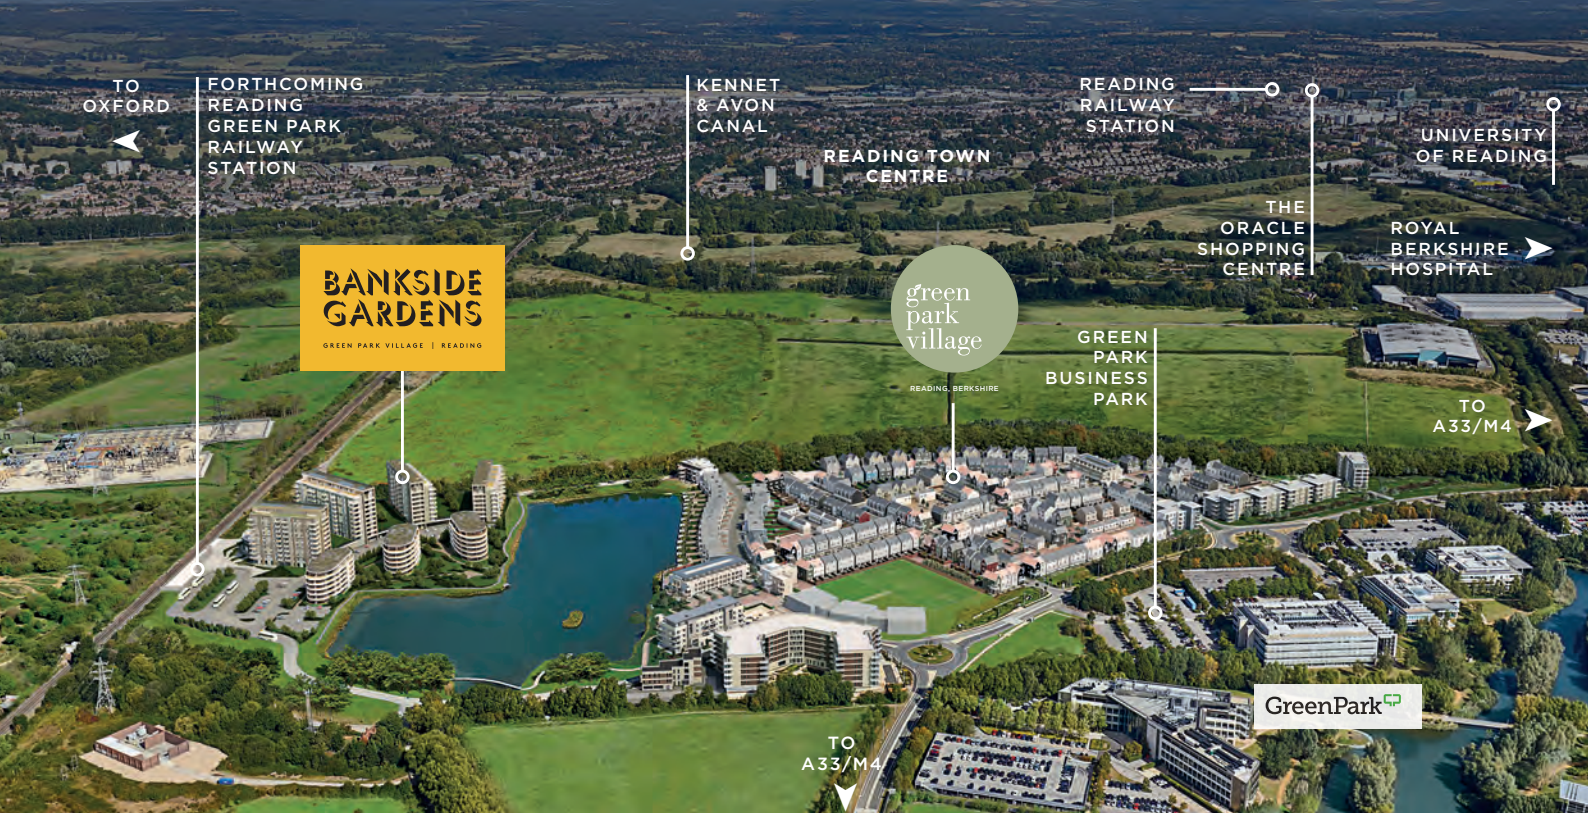 TO
OXFORD
FORTHCOMING
READING
GREEN PARK
RAILWAY
STATION
KENNET
& AVON
CANAL
READING TOWN
CENTRE
READING
RAILWAY
STATION
UNIVERSITY
OF READING
THE
ORACLE
SHOPPING
CENTRE
ROYAL
BERKSHIRE
HOSPITAL
BANKSIDE
GARDENS
GREEN PARK VILLAGE | READING
green
park
village
READING, BERKSHIRE
GREEN
PARK
BUSINESS
PARK
TO
A33/M4
GreenPark
TO
A33/M4